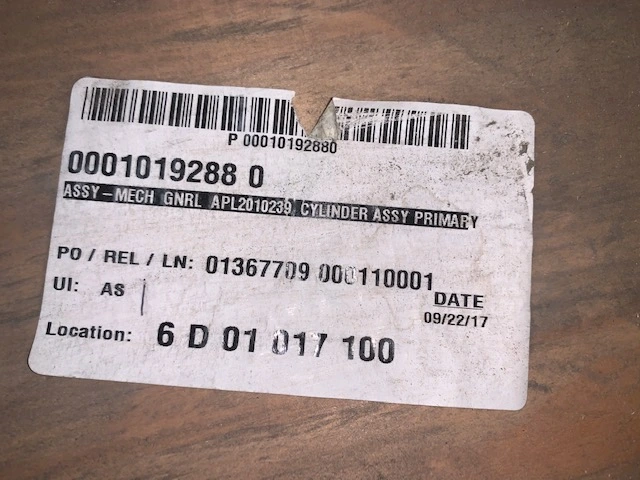 P 00010192880
0001019288 0
ASSY-MECH GNRL APL2010239, CYLINDER ASSY PRIMARY
PO / REL / LN: 01367709 000110001
UI: AS
DATE
09/22/17
Location: 6 D 01 017 100